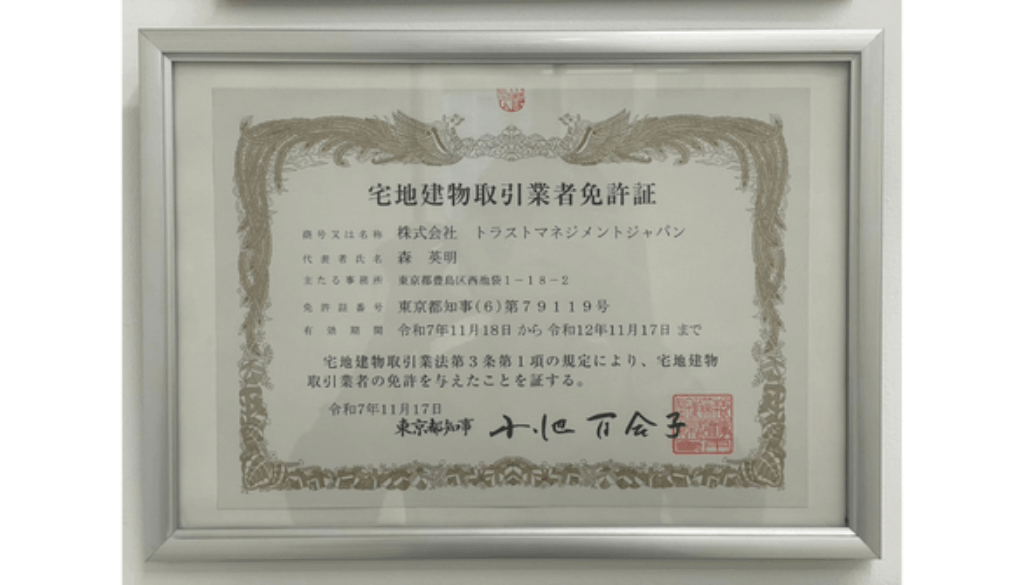 宅地建物取引業者免許証
商号又は名称 株式会社 トラストマネジメントジャパン
代表者氏名 森 英明
主たる事務所 東京都豊島区西池袋1-18-2
免許証番号 東京都知事(6)第79119号
有効期間 令和7年11月18日 から 令和12年11月17日 まで
宅地建物取引業法第3条第1項の規定により、宅地建物
取引業者の免許を与えたことを証する。
令和7年11月17日
東京都知事 小池百合子